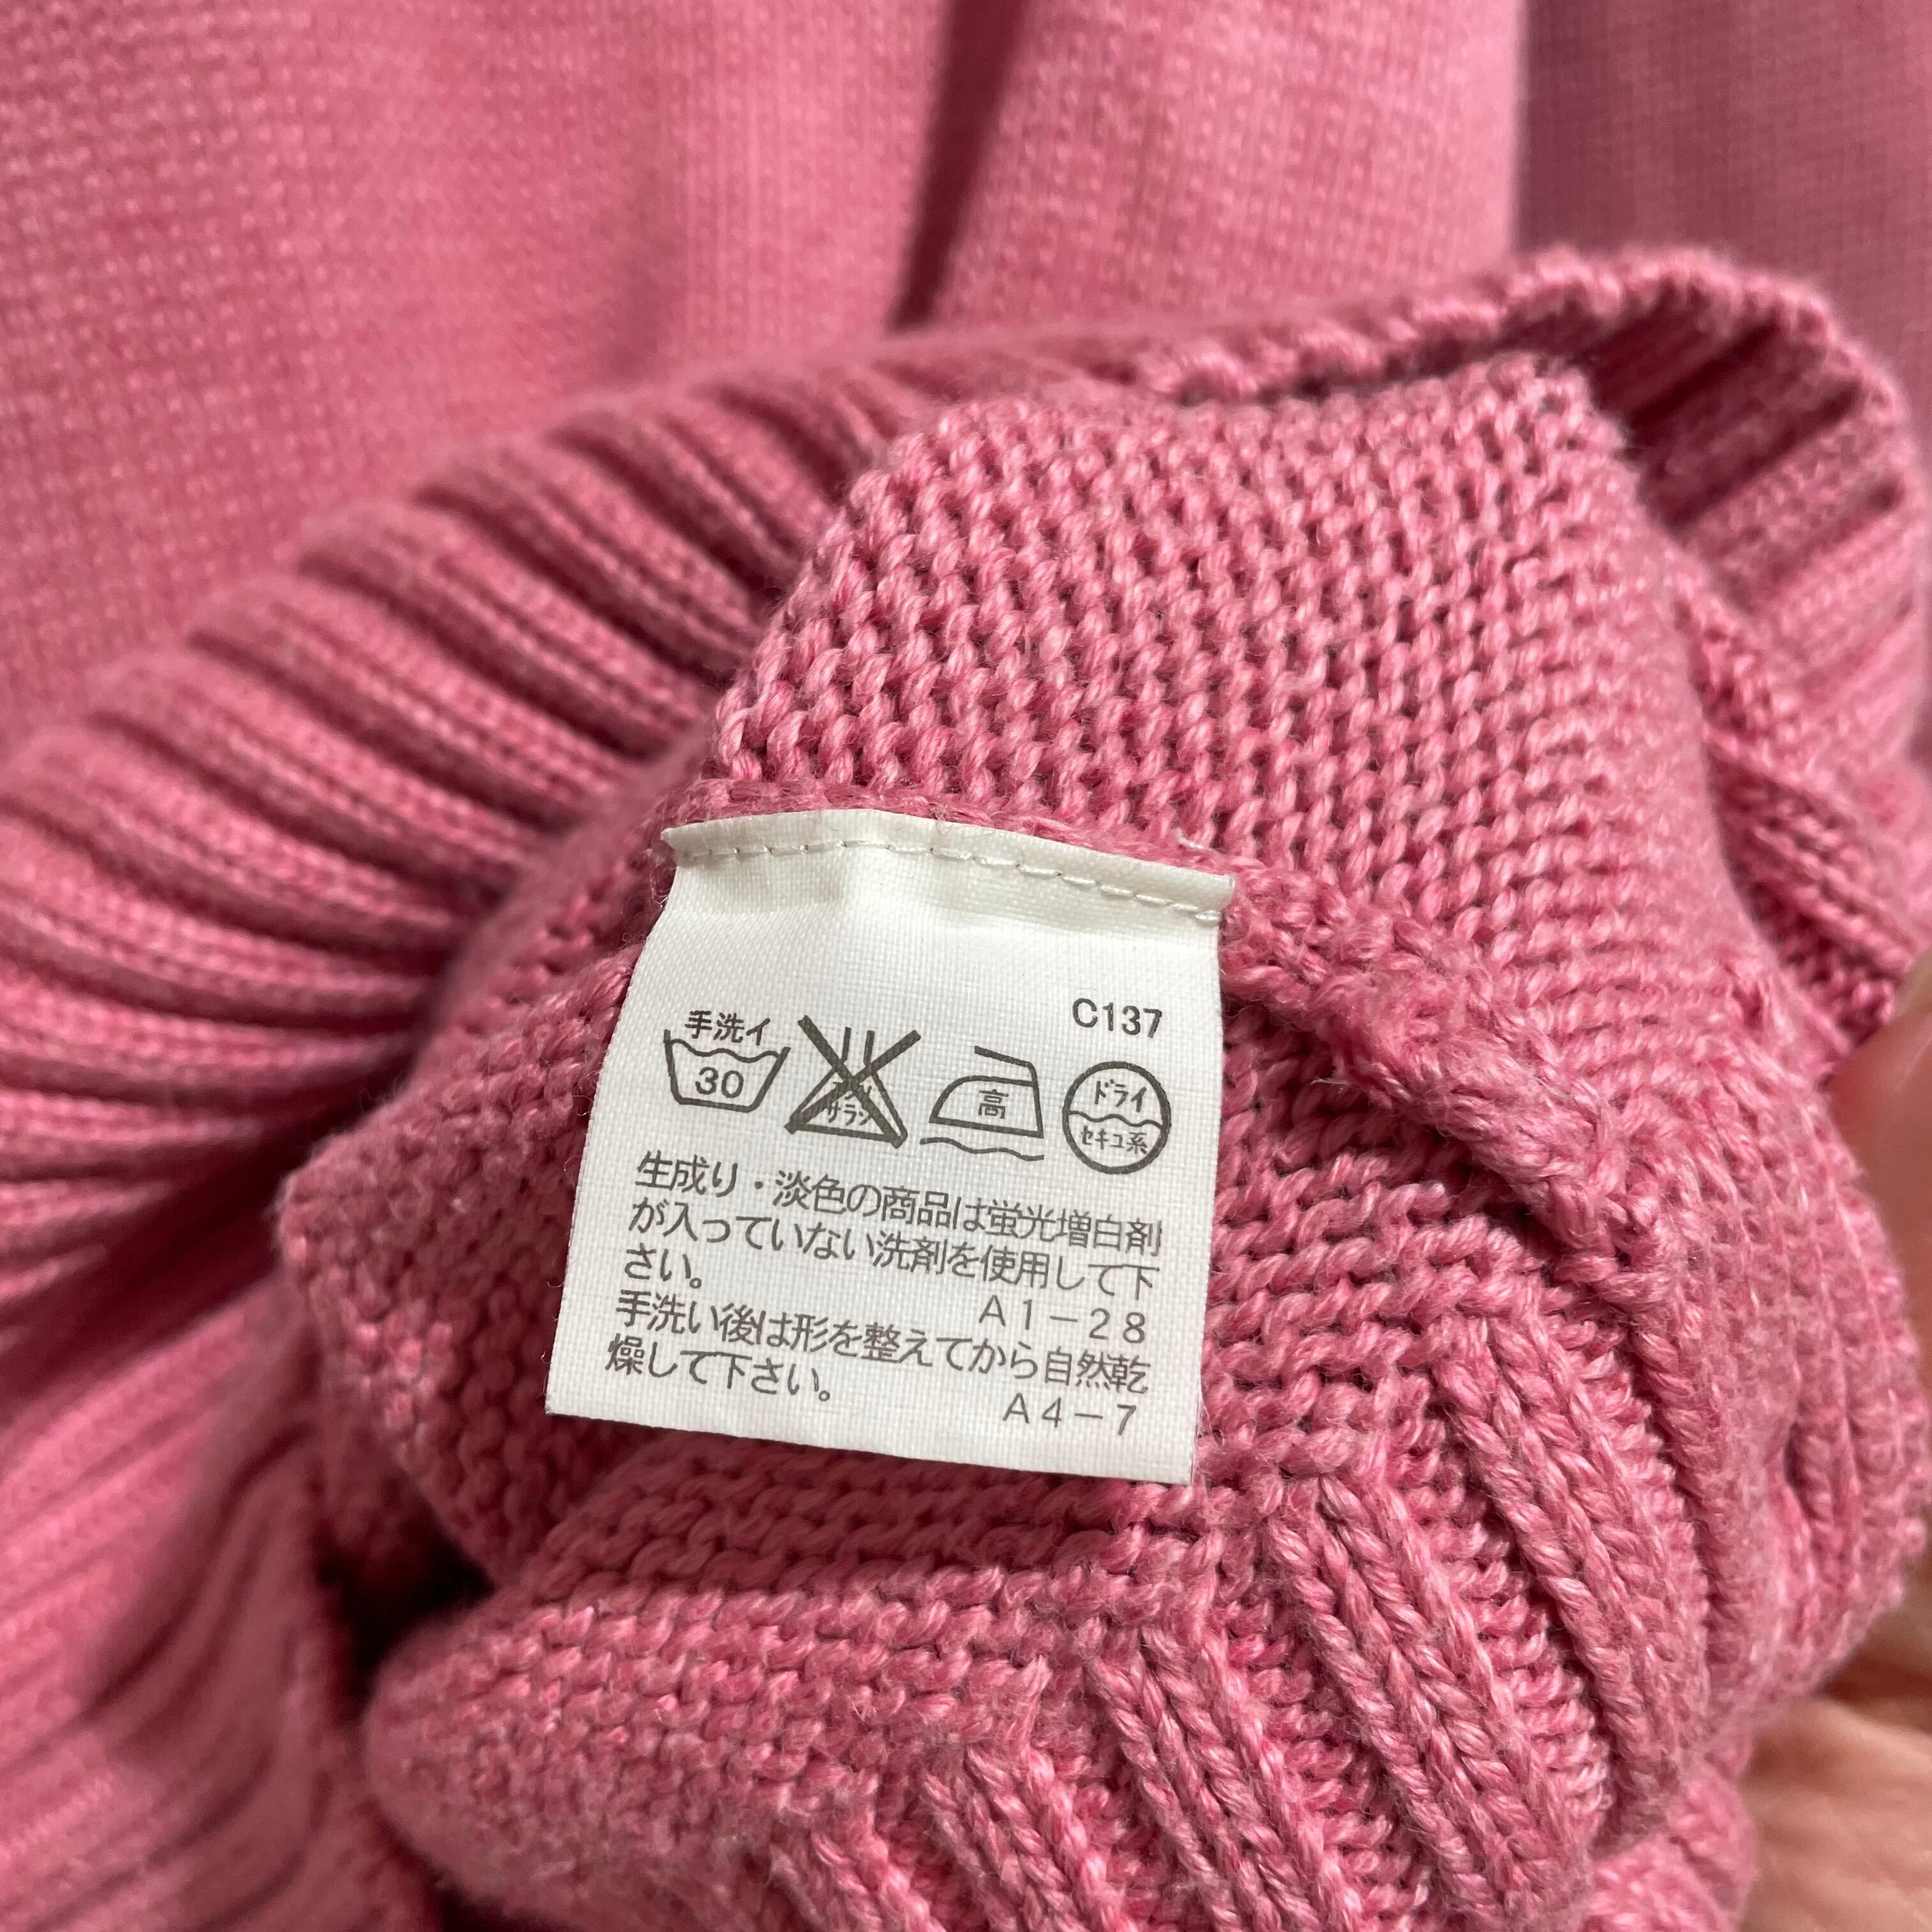 C137
手洗イ
30
エンソ
サラシ
高
ドライ
セキユ系
生成り・淡色の商品は蛍光増白剤
が入っていない洗剤を使用して下
さい。
A1-28
手洗い後は形を整えてから自然乾
燥して下さい。
A4-7